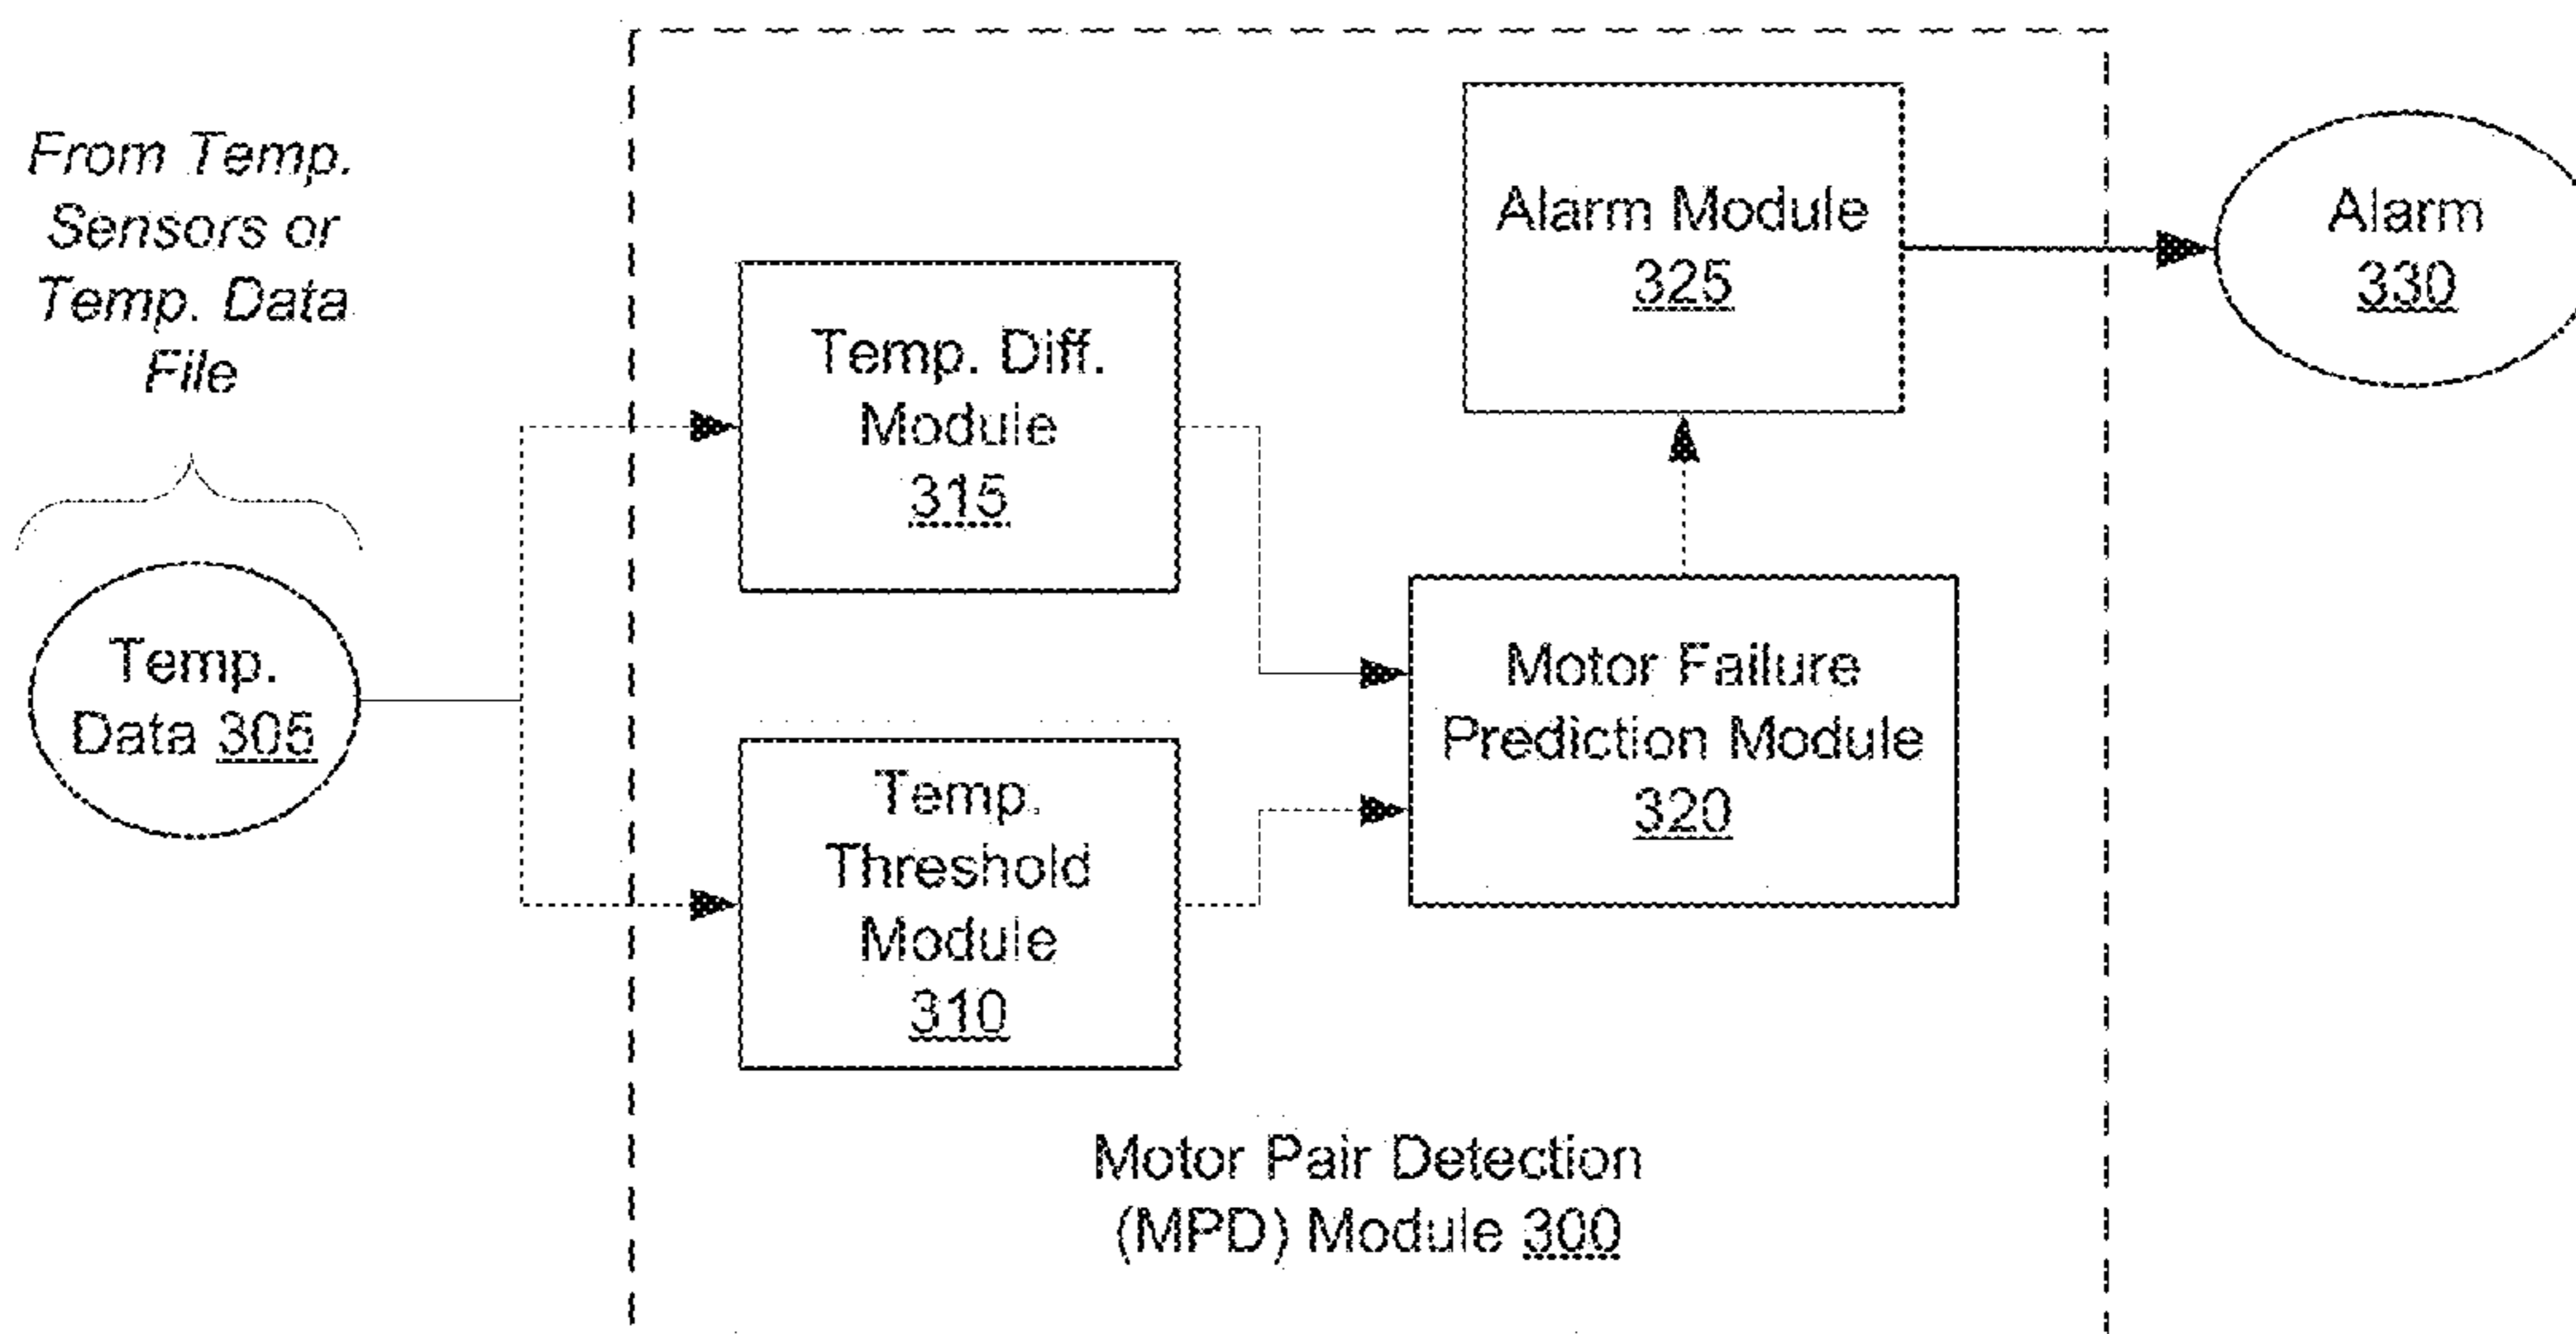 From Temp.
Sensors or
Temp. Data
File
Temp.
Data 305
Temp. Diff.
Module
315
Temp.
Threshold
Module
310
Alarm Module
325
Motor Failure
Prediction Module
320
Alarm
330
Motor Pair Detection
(MPD) Module 300